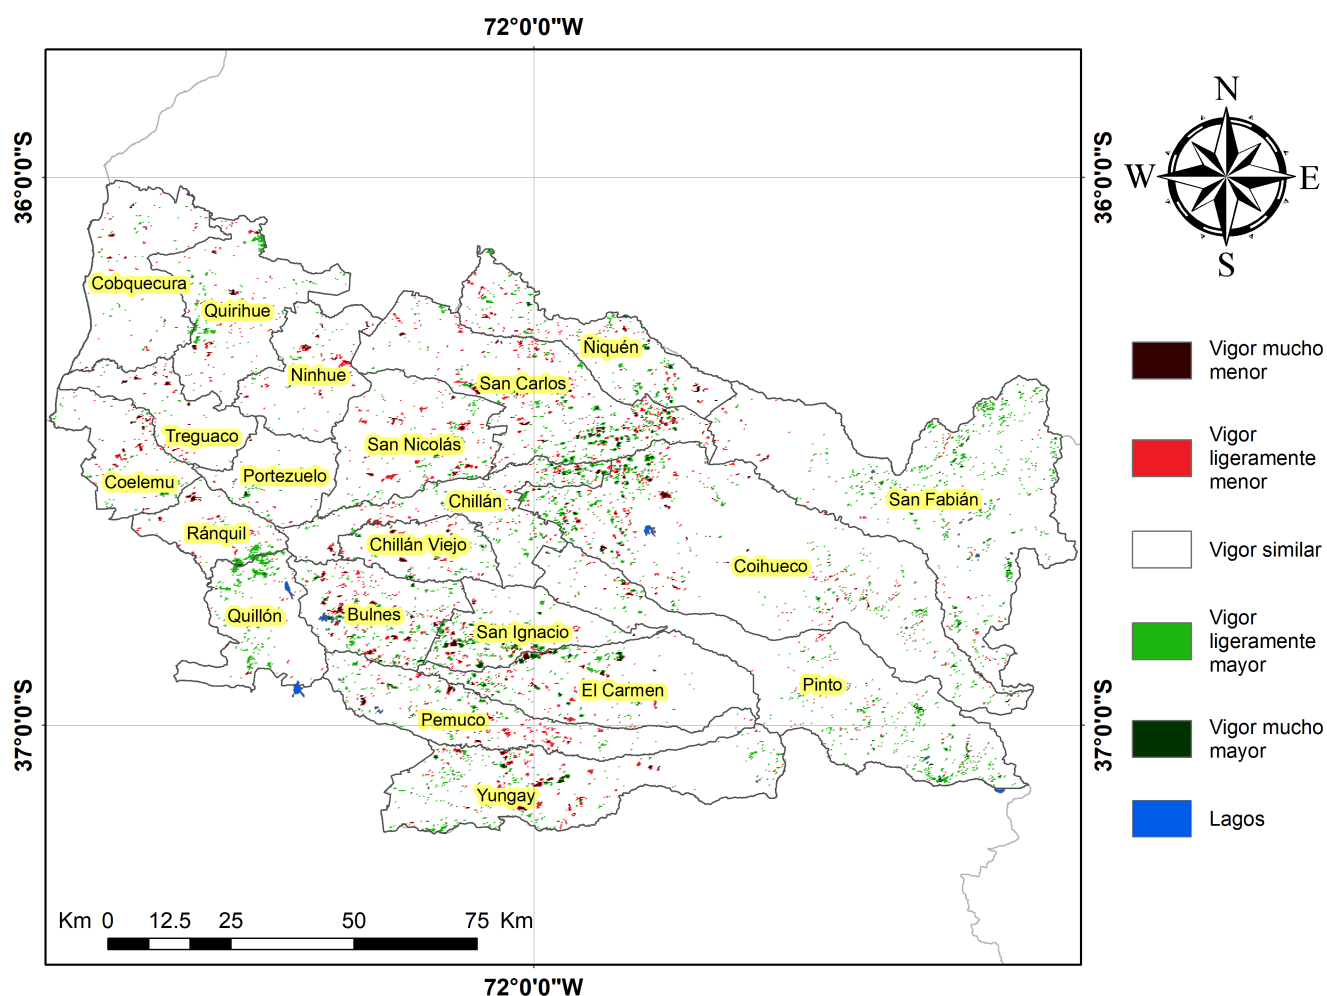 72°0'0"W
36°0'0"S
36°0'0"S
N
W
E
S
Cobquecura
Quirihue
Ñiquén
Ninhue
San Carlos
Treguaco
San Nicolás
Portezuelo
Coelemu
Chillán
San Fabián
Ránquil
Chillán Viejo
Coihueco
Quillón
Bulnes
San Ignacio
El Carmen
Pinto
Pemuco
Yungay
37°0'0"S
37°0'0"S
Vigor mucho
menor
Vigor
ligeramente
menor
Vigor similar
Vigor
ligeramente
mayor
Vigor mucho
mayor
Lagos
Km 0 12.5 25 50 75 Km
72°0'0"W